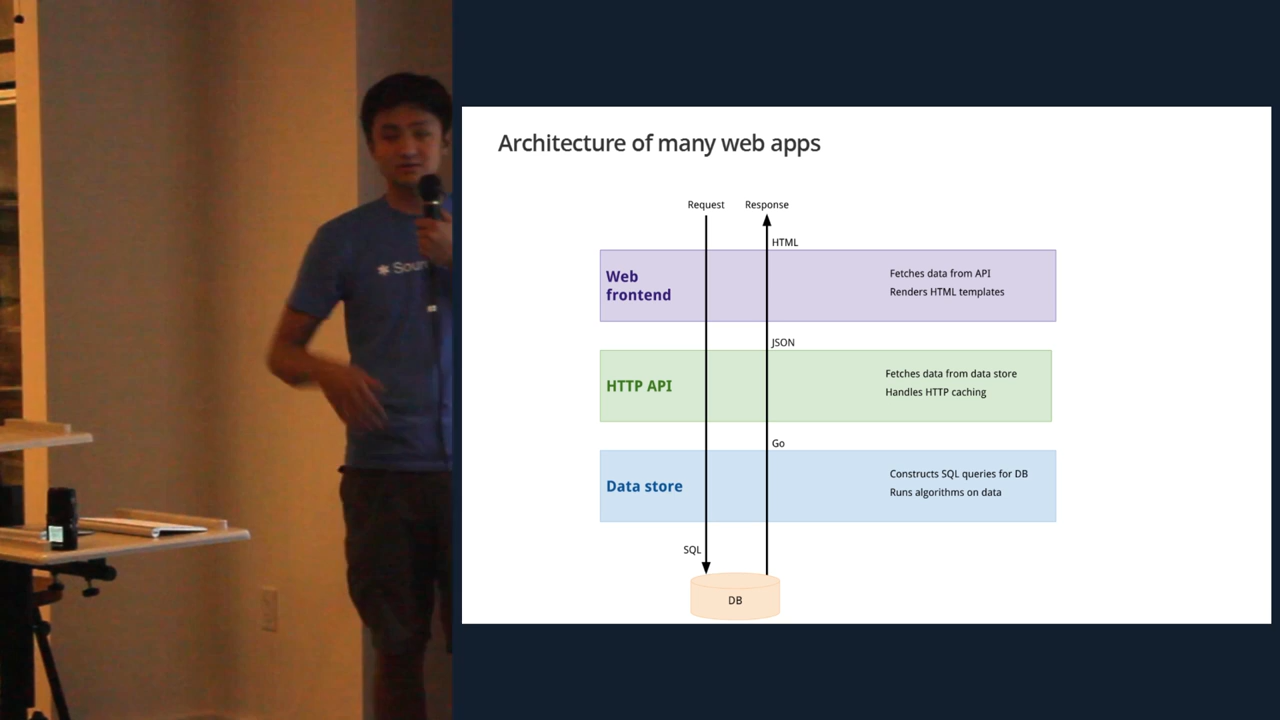 Architecture of many web apps
Request
Response
HTML
Web
frontend
Fetches data from API
Renders HTML templates
JSON
HTTP API
Fetches data from data store
Handles HTTP caching
Go
Data store
Constructs SQL queries for DB
Runs algorithms on data
SQL
DB